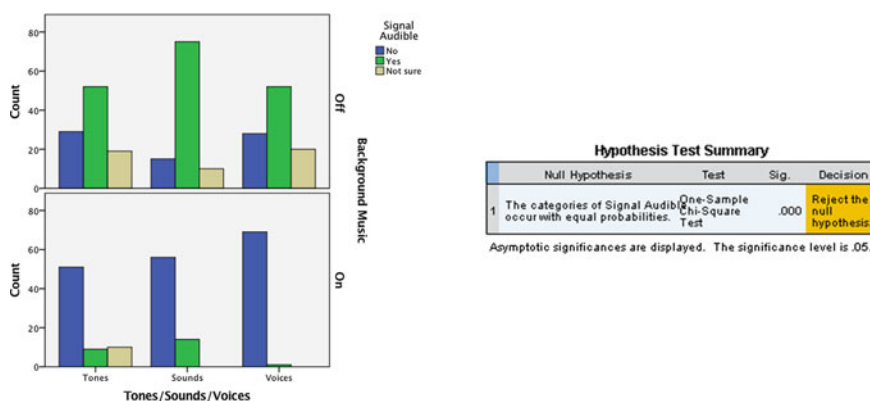 Signal
Audible
No
Yes
Not sure
80
60
40
20
0
Count
Off
80
60
40
20
0
Count
On
Background Music
Tones
Sounds
Voices
Tones/Sounds/Voices
Hypothesis Test Summary
Null Hypothesis Test Sig. Decision
1
The categories of Signal Audible
occur with equal probabilities.
One-Sample
Chi-Square
Test
.000
Reject the
null
hypothesis.
Asymptotic significances are displayed. The significance level is .05.